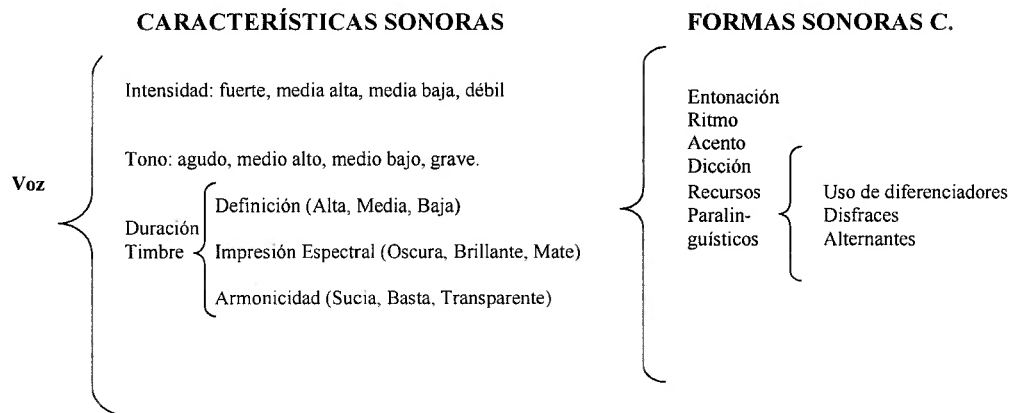 CARACTERÍSTICAS SONORAS
Intensidad: fuerte, media alta, media baja, débil
Tono: agudo, medio alto, medio bajo, grave.
Voz
Duración
Timbre
Definición (Alta, Media, Baja)
Impresión Espectral (Oscura, Brillante, Mate)
Armonicidad (Sucia, Basta, Transparente)
FORMAS SONORAS C.
Entonación
Ritmo
Acento
Dicción
Recursos
Paralin-
guísticos
Uso de diferenciadores
Disfraces
Alternantes